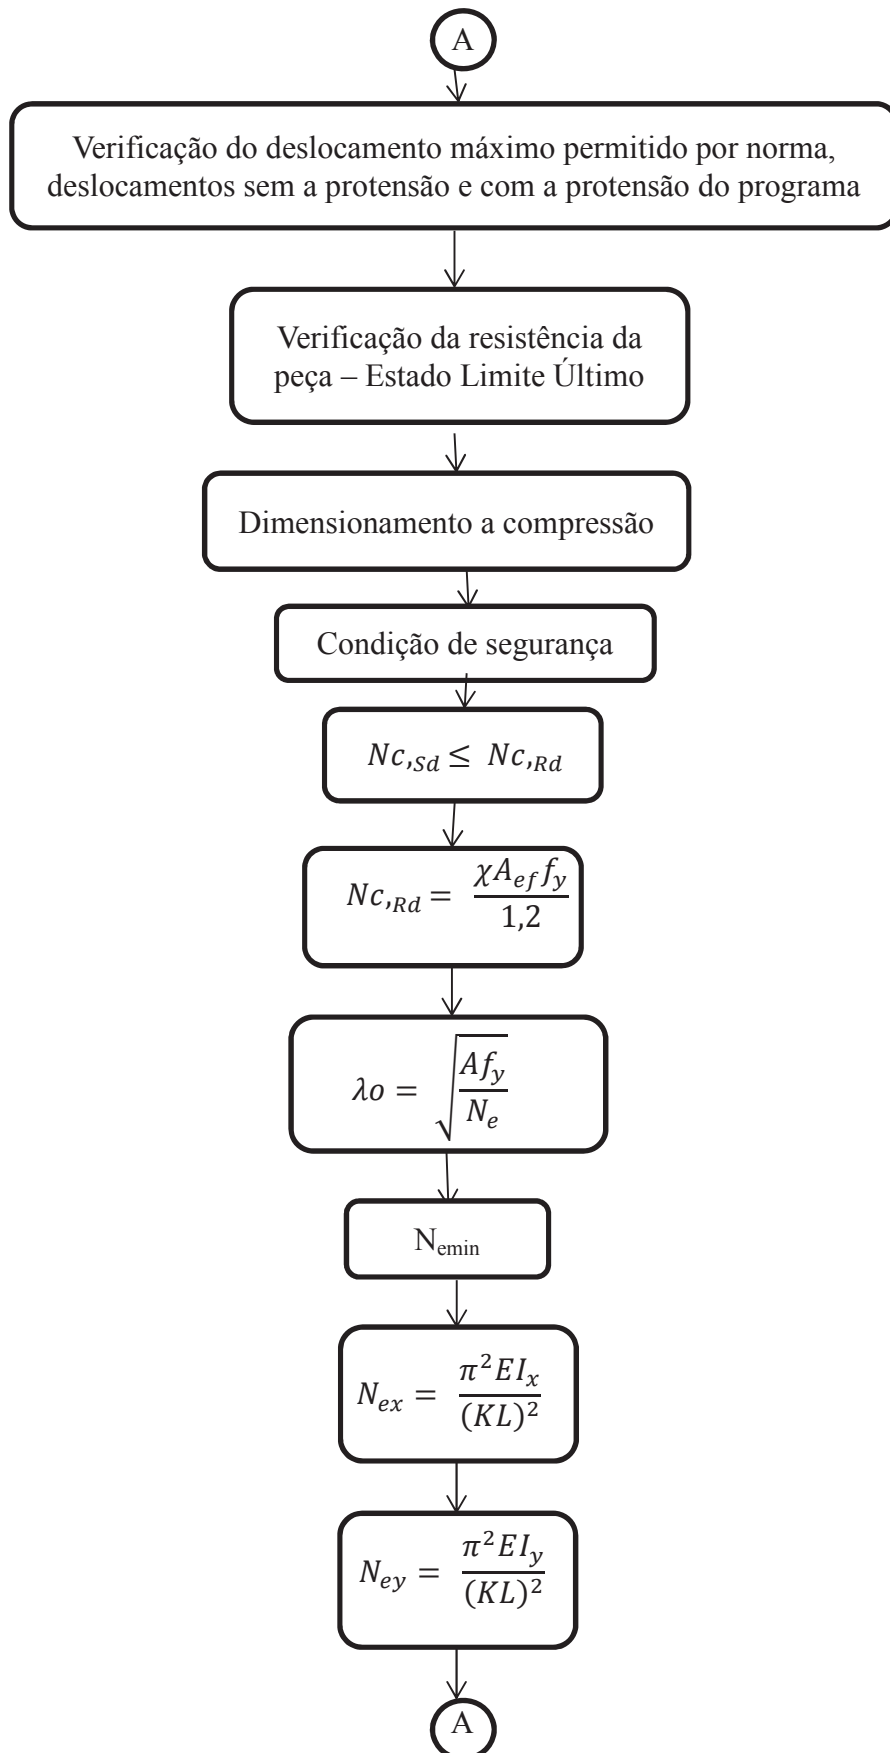 A
Verificação do deslocamento máximo permitido por norma,
deslocamentos sem a protensão e com a protensão do programa
Verificação da resistência da
peça – Estado Limite Último
Dimensionamento a compressão
Condição de segurança
Nc,Sd ≤ Nc,Rd
Nc,Rd = χA_ef f_y / 1,2
λo = √(Af_y / N_e)
Nemin
N_ex = π²EI_x / (KL)²
N_ey = π²EI_y / (KL)²
A